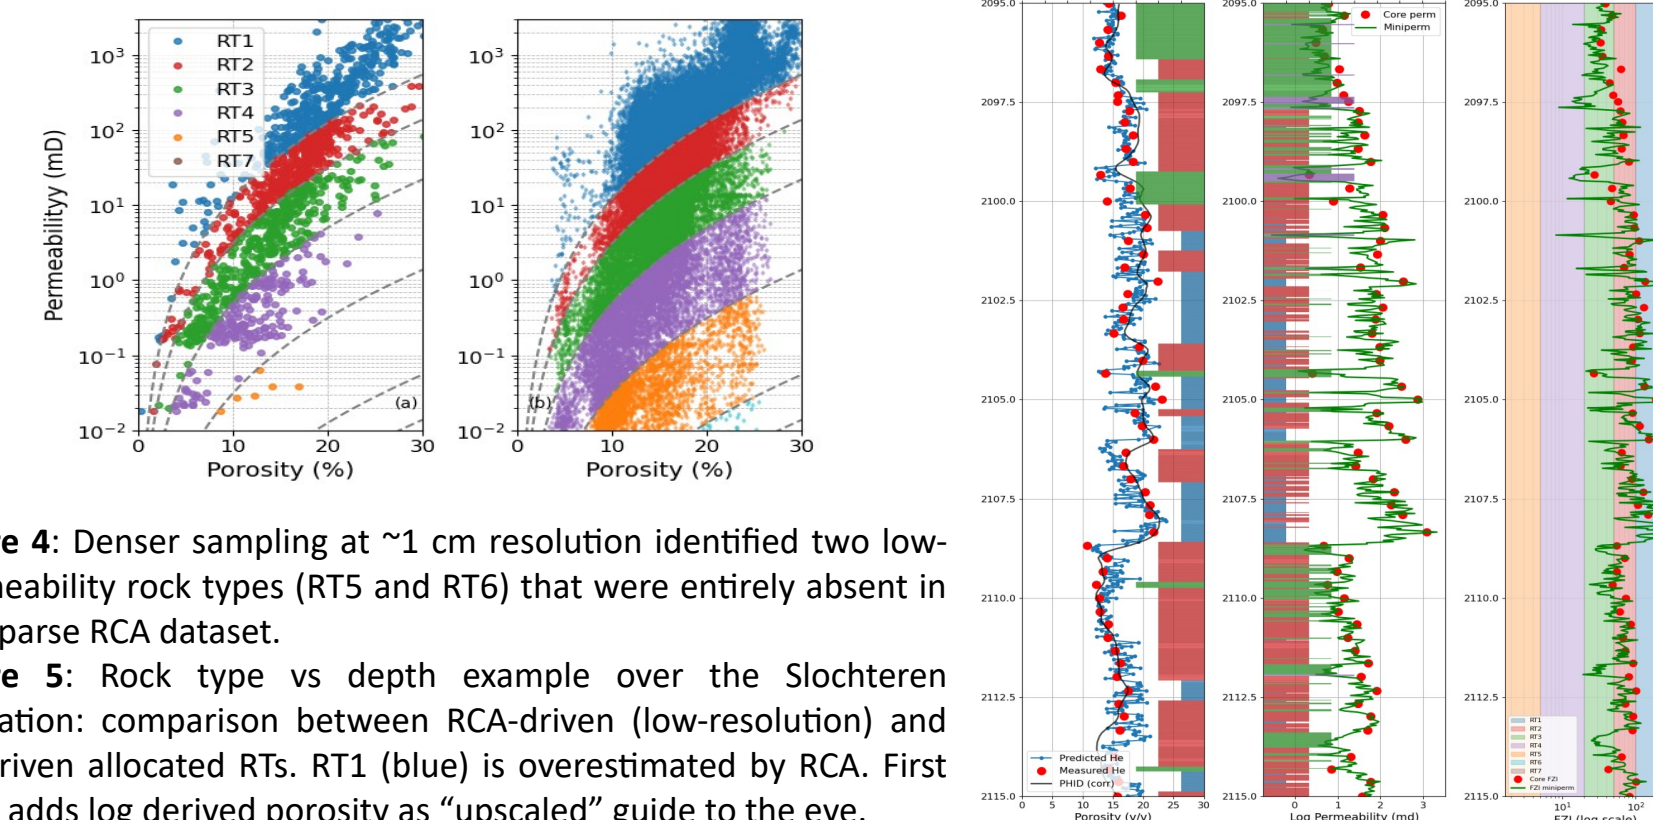 10³
10²
10¹
10⁰
10⁻¹
10⁻²
Permeabilityy (mD)
RT1
RT2
RT3
RT4
RT5
RT7
(a)
0 10 20 30
Porosity (%)
10³
10²
10¹
10⁰
10⁻¹
10⁻²
(b)
0 10 20 30
Porosity (%)
re 4: Denser sampling at ~1 cm resolution identified two low-
meability rock types (RT5 and RT6) that were entirely absent in
parse RCA dataset.
re 5: Rock type vs depth example over the Slochteren
ation: comparison between RCA-driven (low-resolution) and
riven allocated RTs. RT1 (blue) is overestimated by RCA. First
adds log derived porosity as “upscaled” guide to the eye.
2095.0
2097.5
2100.0
2102.5
2105.0
2107.5
2110.0
2112.5
2115.0
Predicted He
Measured He
PHID (corr)
0 5 10 15 20 25 30
Porosity (v/v)
2095.0
2097.5
2100.0
2102.5
2105.0
2107.5
2110.0
2112.5
2115.0
Core perm
Miniperm
0 1 2 3
Log Permeability (md)
2095.0
2097.5
2100.0
2102.5
2105.0
2107.5
2110.0
2112.5
2115.0
RT1
RT2
RT3
RT4
RT5
RT6
RT7
Core FZI
FZI miniperm
10¹ 10²
FZI (log scale)